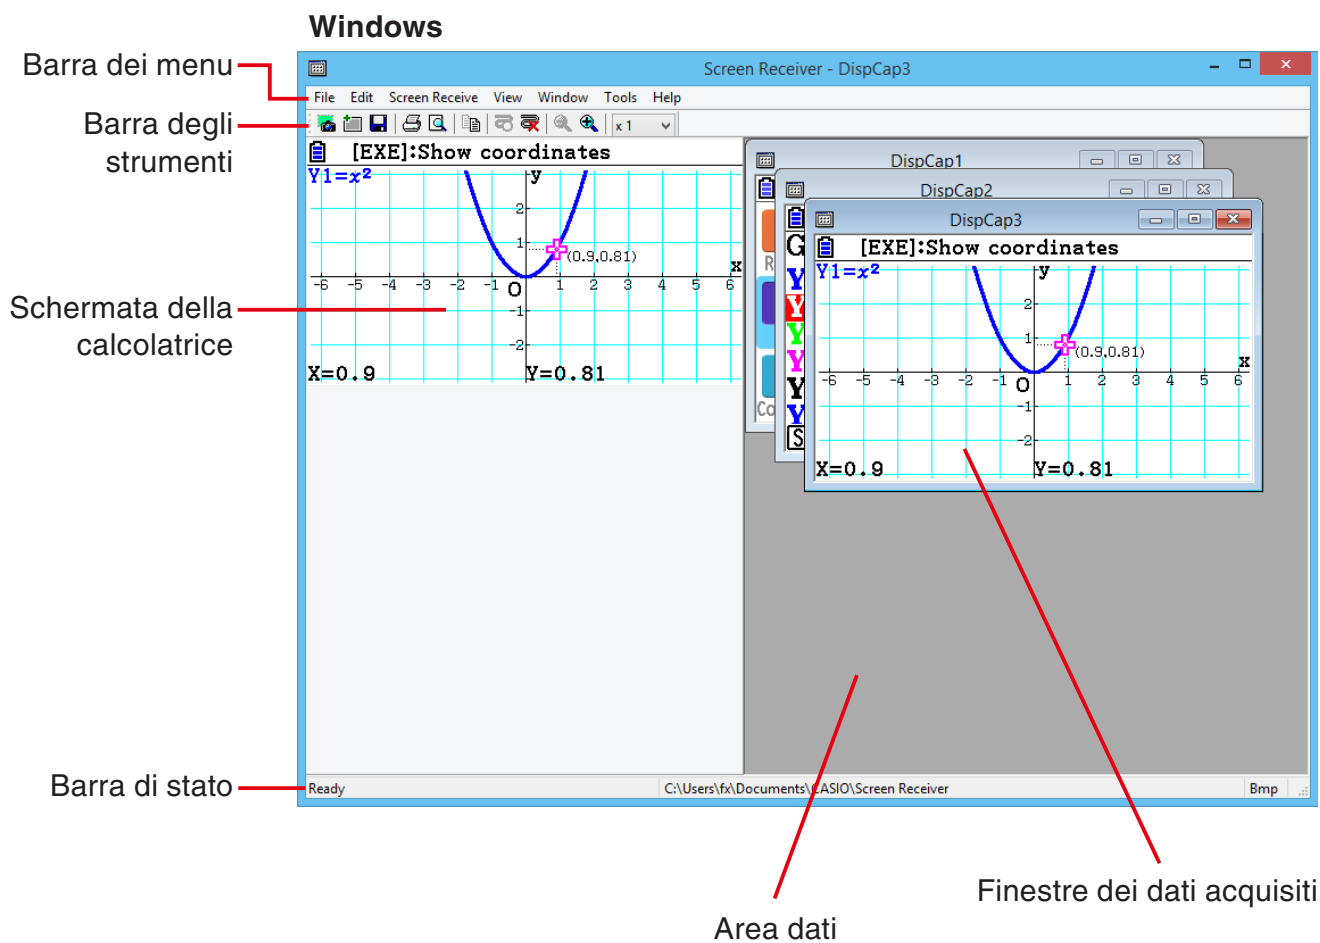 Windows
Barra dei menu
Barra degli
strumenti
Schermata della
calcolatrice
Barra di stato
Screen Receiver - DispCap3
File Edit Screen Receive View Window Tools Help
x 1
[EXE]:Show coordinates
Y1=x²
y
2
1
(0.9,0.81)
x
-6 -5 -4 -3 -2 -1 O 1 2 3 4 5 6
-1
-2
X=0.9 Y=0.81
DispCap1
R
Co
DispCap2
G
Y
Y
Y
Y
Y
Y
S
DispCap3
[EXE]:Show coordinates
Y1=x²
y
2
1
(0.9,0.81)
x
-6 -5 -4 -3 -2 -1 O 1 2 3 4 5 6
-1
-2
X=0.9 Y=0.81
Ready C:\Users\fx\Documents\CASIO\Screen Receiver Bmp
Finestre dei dati acquisiti
Area dati